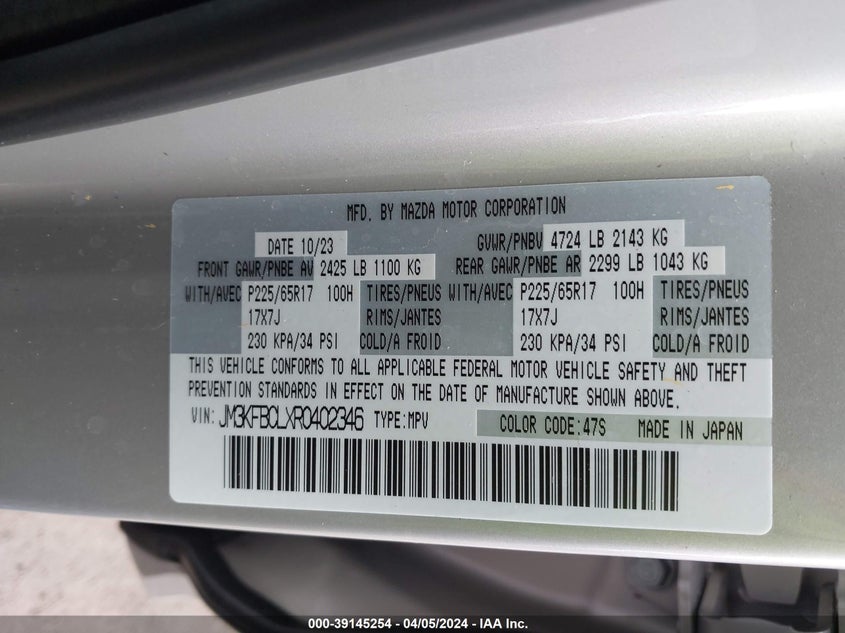 MFD. BY MAZDA MOTOR CORPORATION
DATE 10/23 GVWR/PNBV 4724 LB 2143 KG
FRONT GAWR/PNBE AV 2425 LB 1100 KG REAR GAWR/PNBE AR 2299 LB 1043 KG
WITH/AVEC P225/65R17 100H TIRES/PNEUS WITH/AVEC P225/65R17 100H TIRES/PNEUS
17X7J RIMS/JANTES 17X7J RIMS/JANTES
230 KPA/34 PSI COLD/A FROID 230 KPA/34 PSI COLD/A FROID
THIS VEHICLE CONFORMS TO ALL APPLICABLE FEDERAL MOTOR VEHICLE SAFETY AND THEFT
PREVENTION STANDARDS IN EFFECT ON THE DATE OF MANUFACTURE SHOWN ABOVE.
VIN: JM3KFBCLXR0402346 TYPE:MPV COLOR CODE:47S MADE IN JAPAN
000-39145254 - 04/05/2024 - IAA Inc.